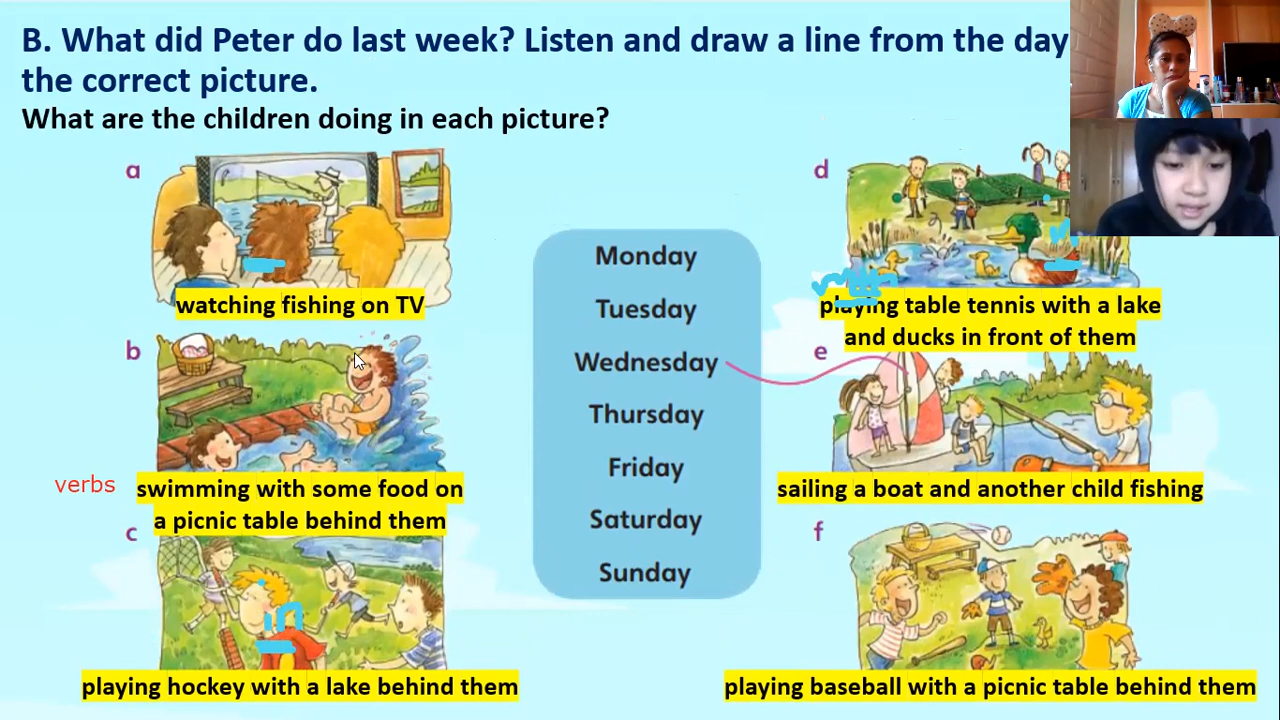 B. What did Peter do last week? Listen and draw a line from the day
the correct picture.
What are the children doing in each picture?
a
watching fishing on TV
b
verbs
swimming with some food on
a picnic table behind them
c
playing hockey with a lake behind them
Monday
Tuesday
Wednesday
Thursday
Friday
Saturday
Sunday
d
playing table tennis with a lake
and ducks in front of them
e
sailing a boat and another child fishing
f
playing baseball with a picnic table behind them